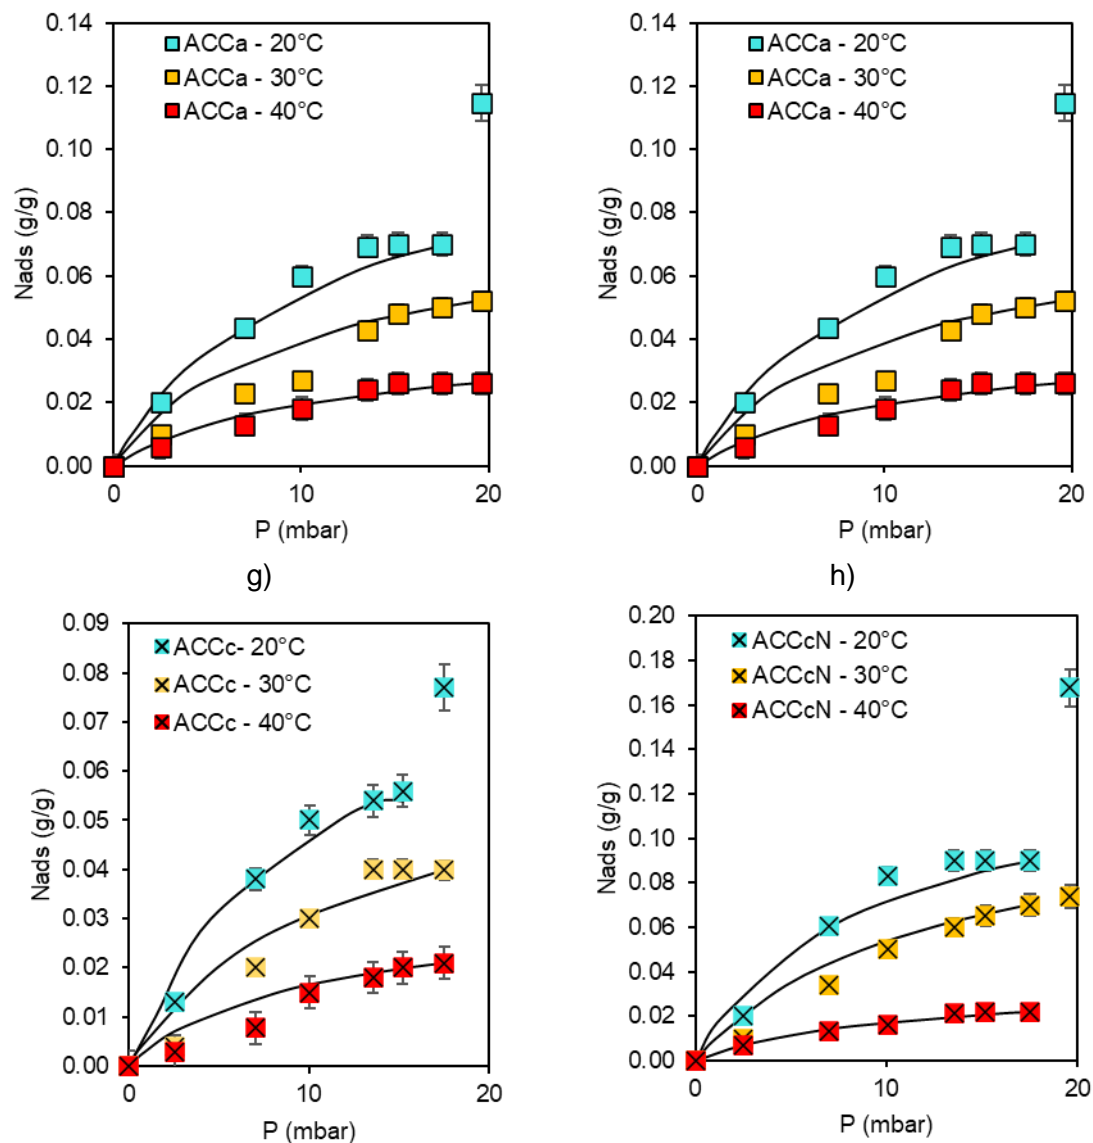 0.14
ACCa - 20°C
ACCa - 30°C
ACCa - 40°C
0.12
0.10
0.08
0.06
0.04
0.02
0.00
Nads (g/g)
0 10 20
P (mbar)
g)
0.14
ACCa - 20°C
ACCa - 30°C
ACCa - 40°C
0.12
0.10
0.08
0.06
0.04
0.02
0.00
Nads (g/g)
0 10 20
P (mbar)
h)
0.09
ACCc- 20°C
ACCc - 30°C
ACCc - 40°C
0.08
0.07
0.06
0.05
0.04
0.03
0.02
0.01
0.00
Nads (g/g)
0 10 20
P (mbar)
0.20
ACCcN - 20°C
ACCcN - 30°C
ACCcN - 40°C
0.18
0.16
0.14
0.12
0.10
0.08
0.06
0.04
0.02
0.00
Nads (g/g)
0 10 20
P (mbar)